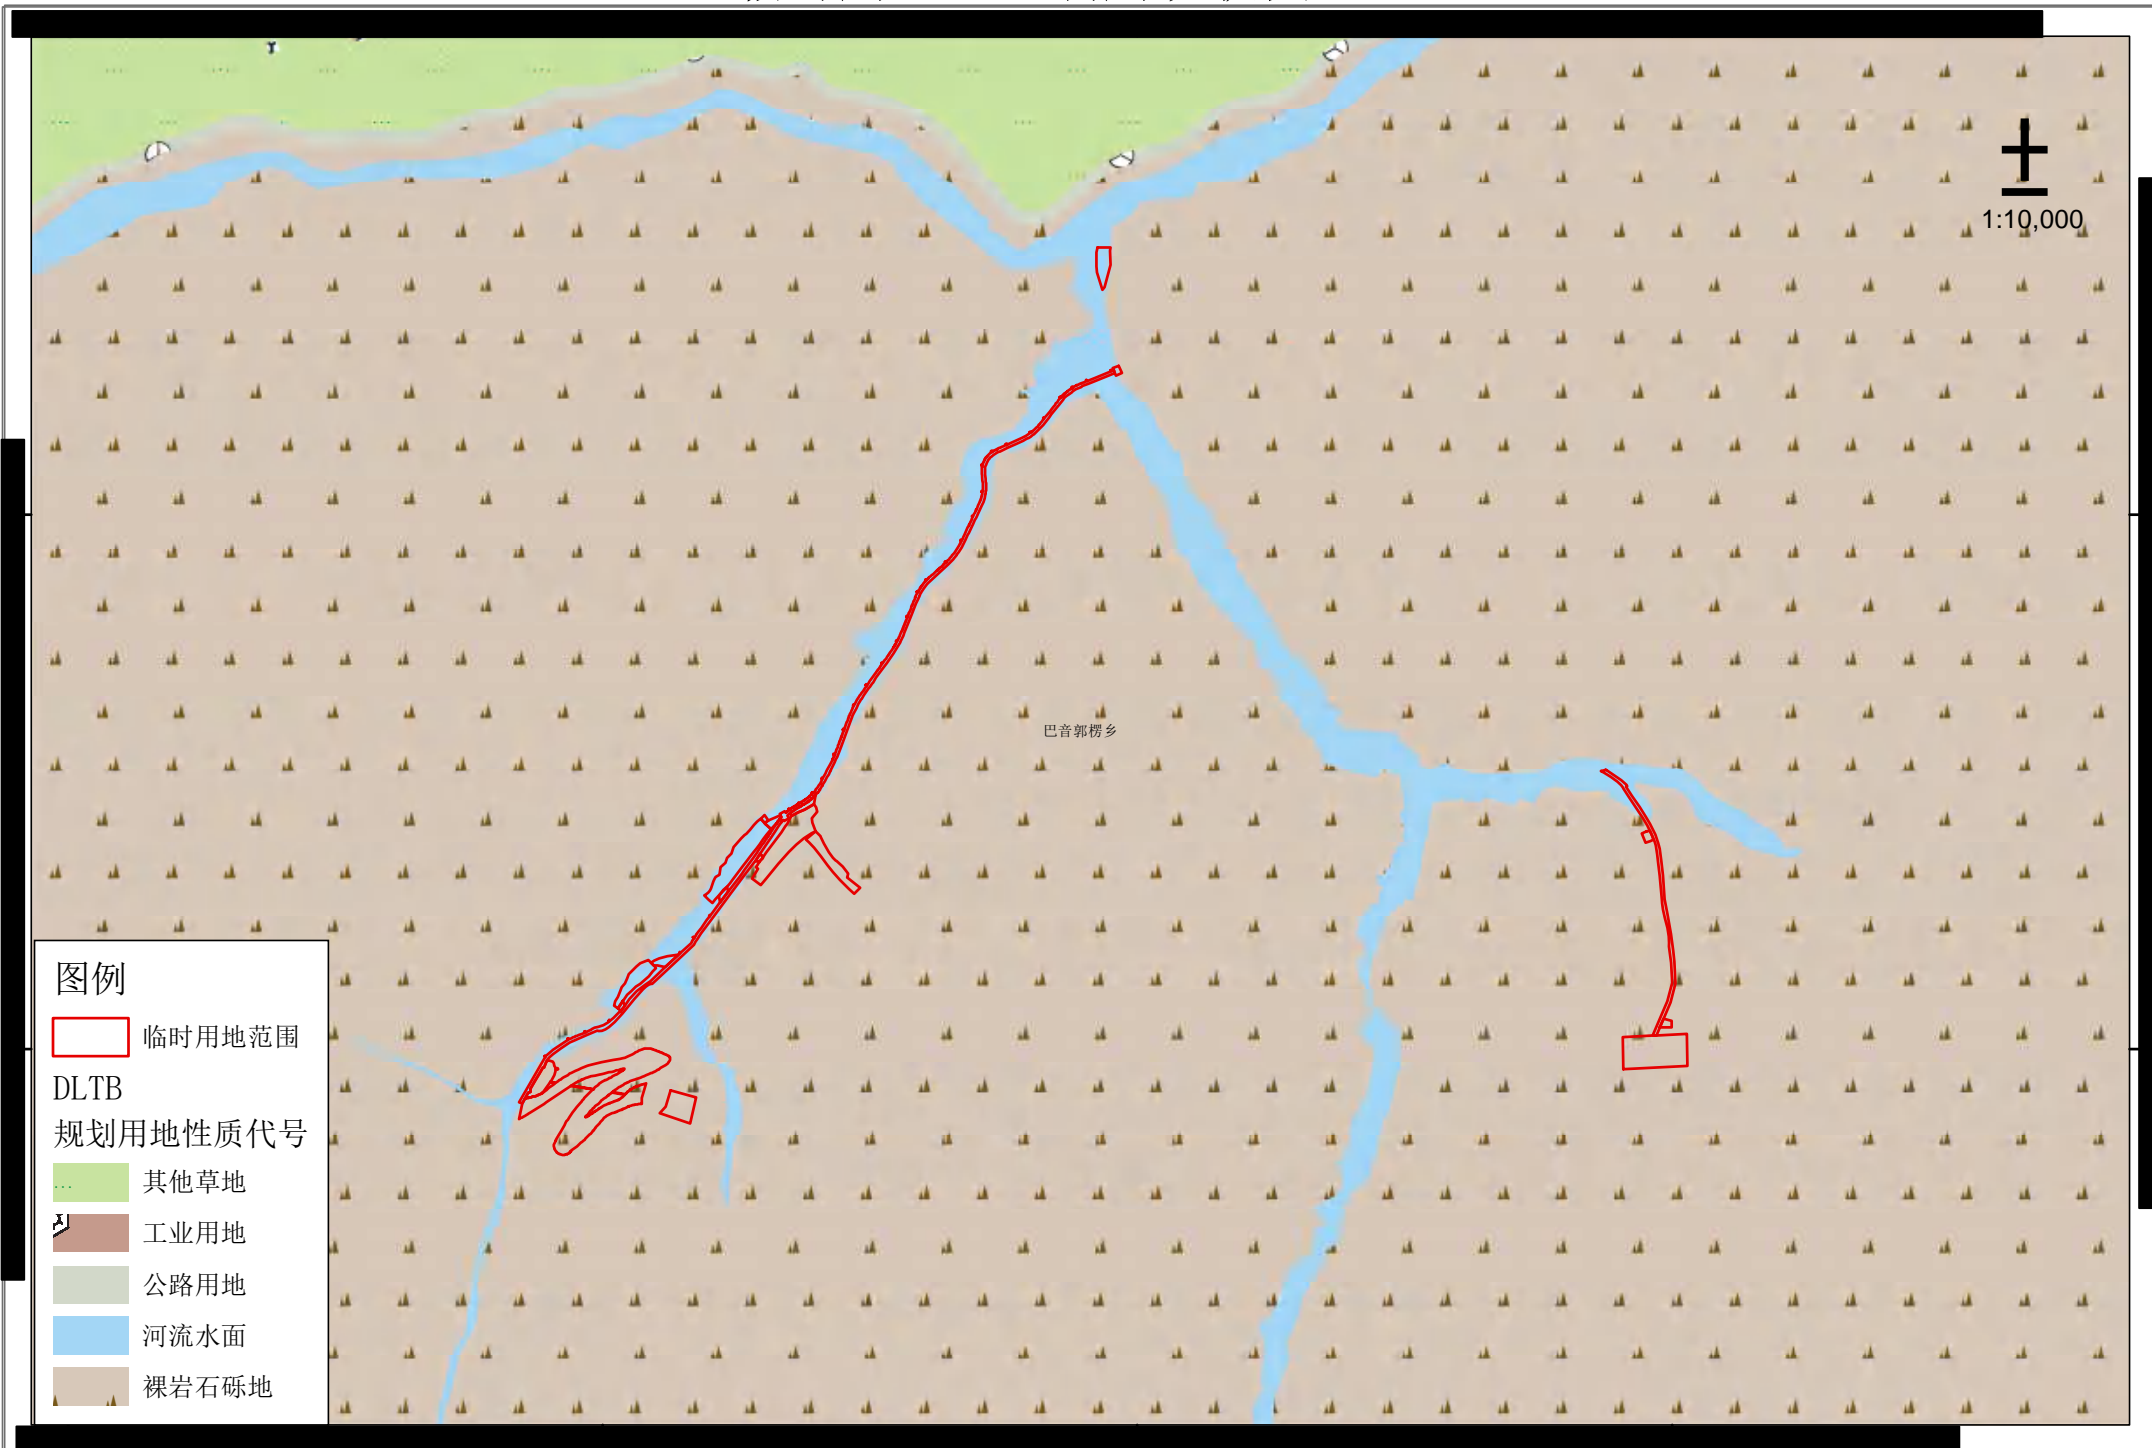 1:10,000
巴音郭楞乡
图例
临时用地范围
DLTB
规划用地性质代号
其他草地
工业用地
公路用地
河流水面
裸岩石砾地